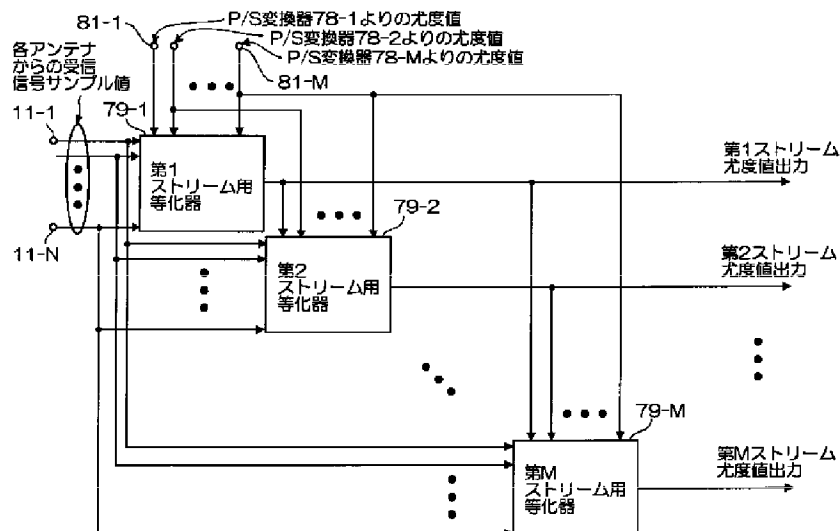 81-1
P/S変換器78-1よりの尤度値
P/S変換器78-2よりの尤度値
P/S変換器78-Mよりの尤度値
81-M
各アンテナ
からの受信
信号サンプル値
11-1
79-1
第1
ストリーム用
等化器
第1ストリーム
尤度値出力
11-N
79-2
第2
ストリーム用
等化器
第2ストリーム
尤度値出力
79-M
第M
ストリーム用
等化器
第Mストリーム
尤度値出力